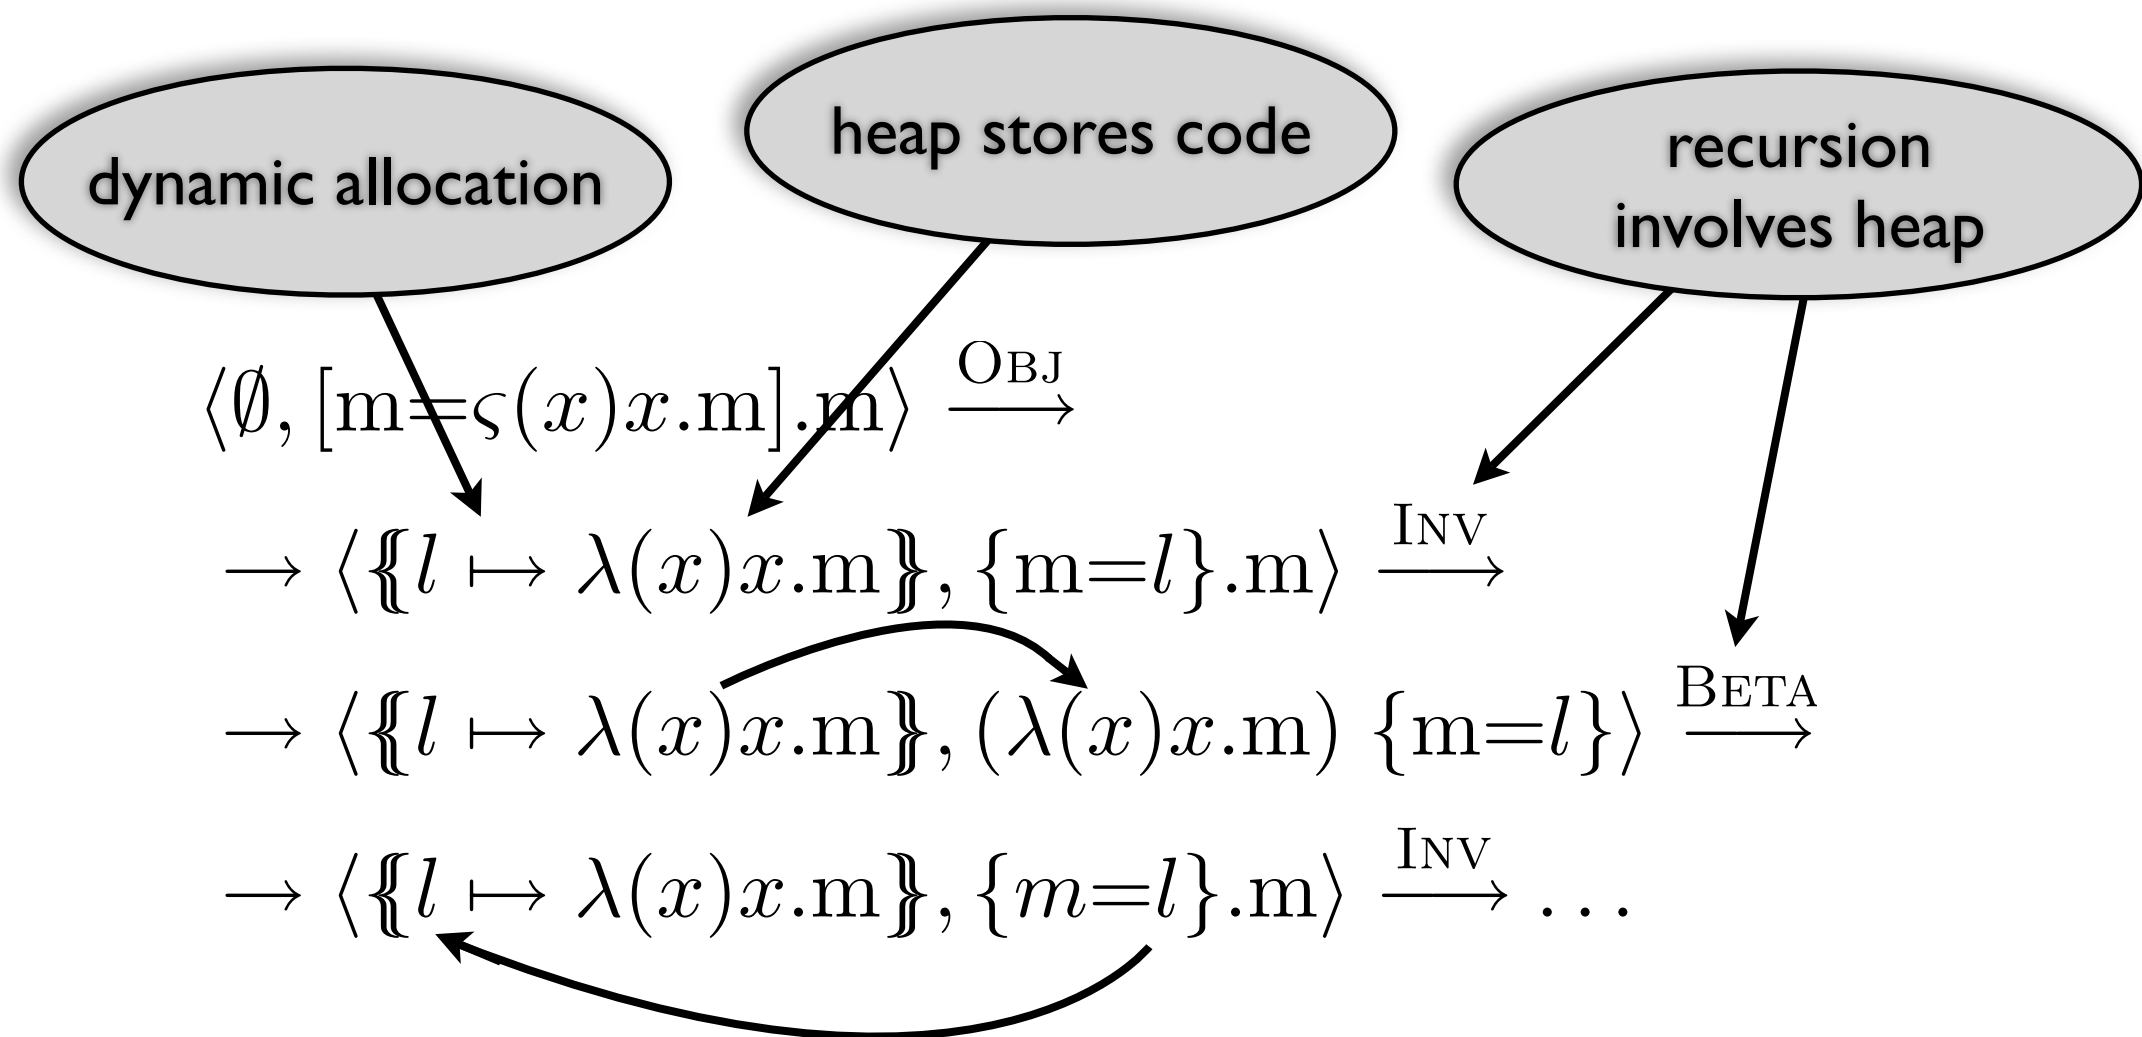 dynamic allocation
heap stores code
recursion
involves heap
⟨∅, [m=ς(x)x.m].m⟩ OBJ⟶
→ ⟨{{l ↦ λ(x)x.m}}, {m=l}.m⟩ INV⟶
→ ⟨{{l ↦ λ(x)x.m}}, (λ(x)x.m) {m=l}⟩ BETA⟶
→ ⟨{{l ↦ λ(x)x.m}}, {m=l}.m⟩ INV⟶ ...